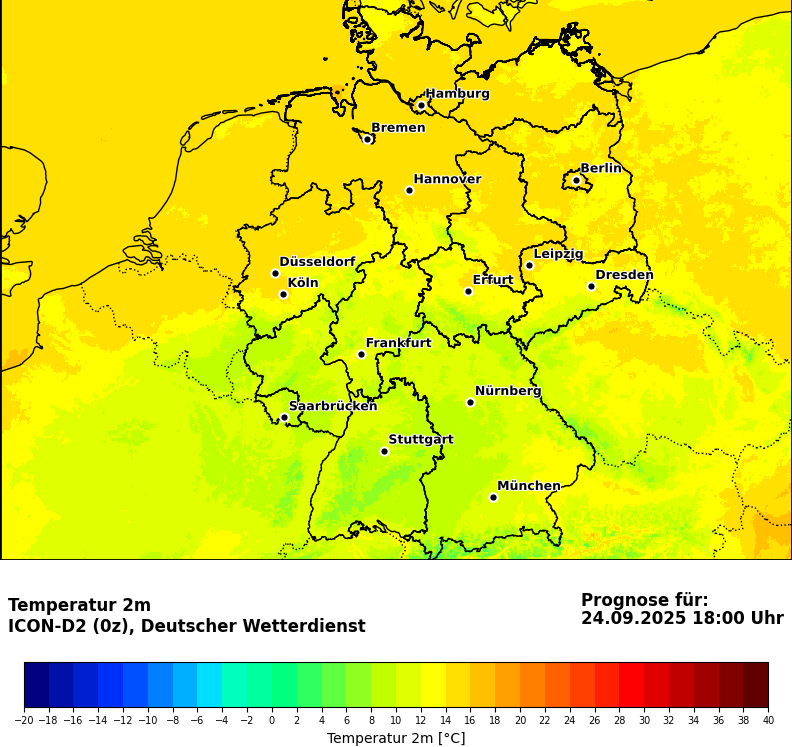 Hamburg
Bremen
Berlin
Hannover
Leipzig
Düsseldorf
Dresden
Köln
Erfurt
Frankfurt
Nürnberg
Saarbrücken
Stuttgart
München
Temperatur 2m
ICON-D2 (0z), Deutscher Wetterdienst
Prognose für:
24.09.2025 18:00 Uhr
−20 −18 −16 −14 −12 −10 −8 −6 −4 −2 0 2 4 6 8 10 12 14 16 18 20 22 24 26 28 30 32 34 36 38 40
Temperatur 2m [°C]